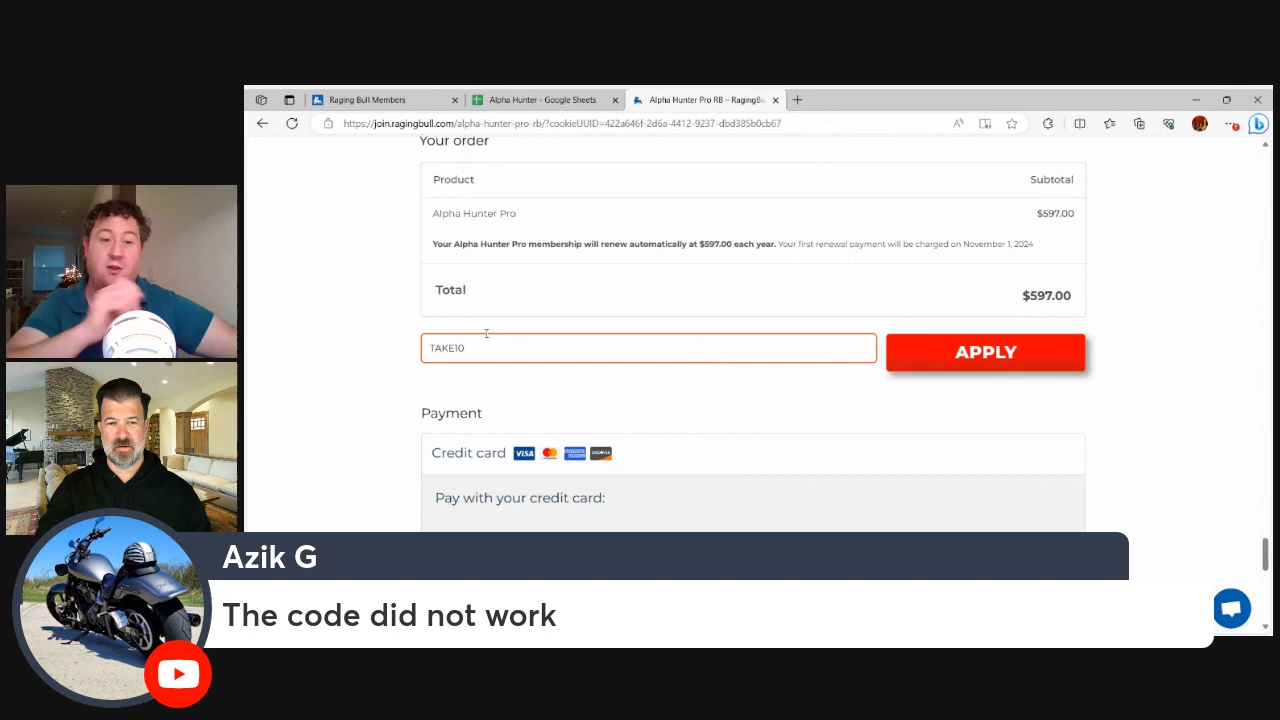 Raging Bull Members
Alpha Hunter - Google Sheets
Alpha Hunter Pro RB – RagingBu
https://join.ragingbull.com/alpha-hunter-pro-rb/?cookieUUID=422a646f-2d6a-4412-9237-dbd385b0cb67
Your order
Product Subtotal
Alpha Hunter Pro $597.00
Your Alpha Hunter Pro membership will renew automatically at $597.00 each year. Your first renewal payment will be charged on November 1, 2024
Total $597.00
TAKE10 APPLY
Payment
Credit card VISA
Pay with your credit card:
Azik G
The code did not work